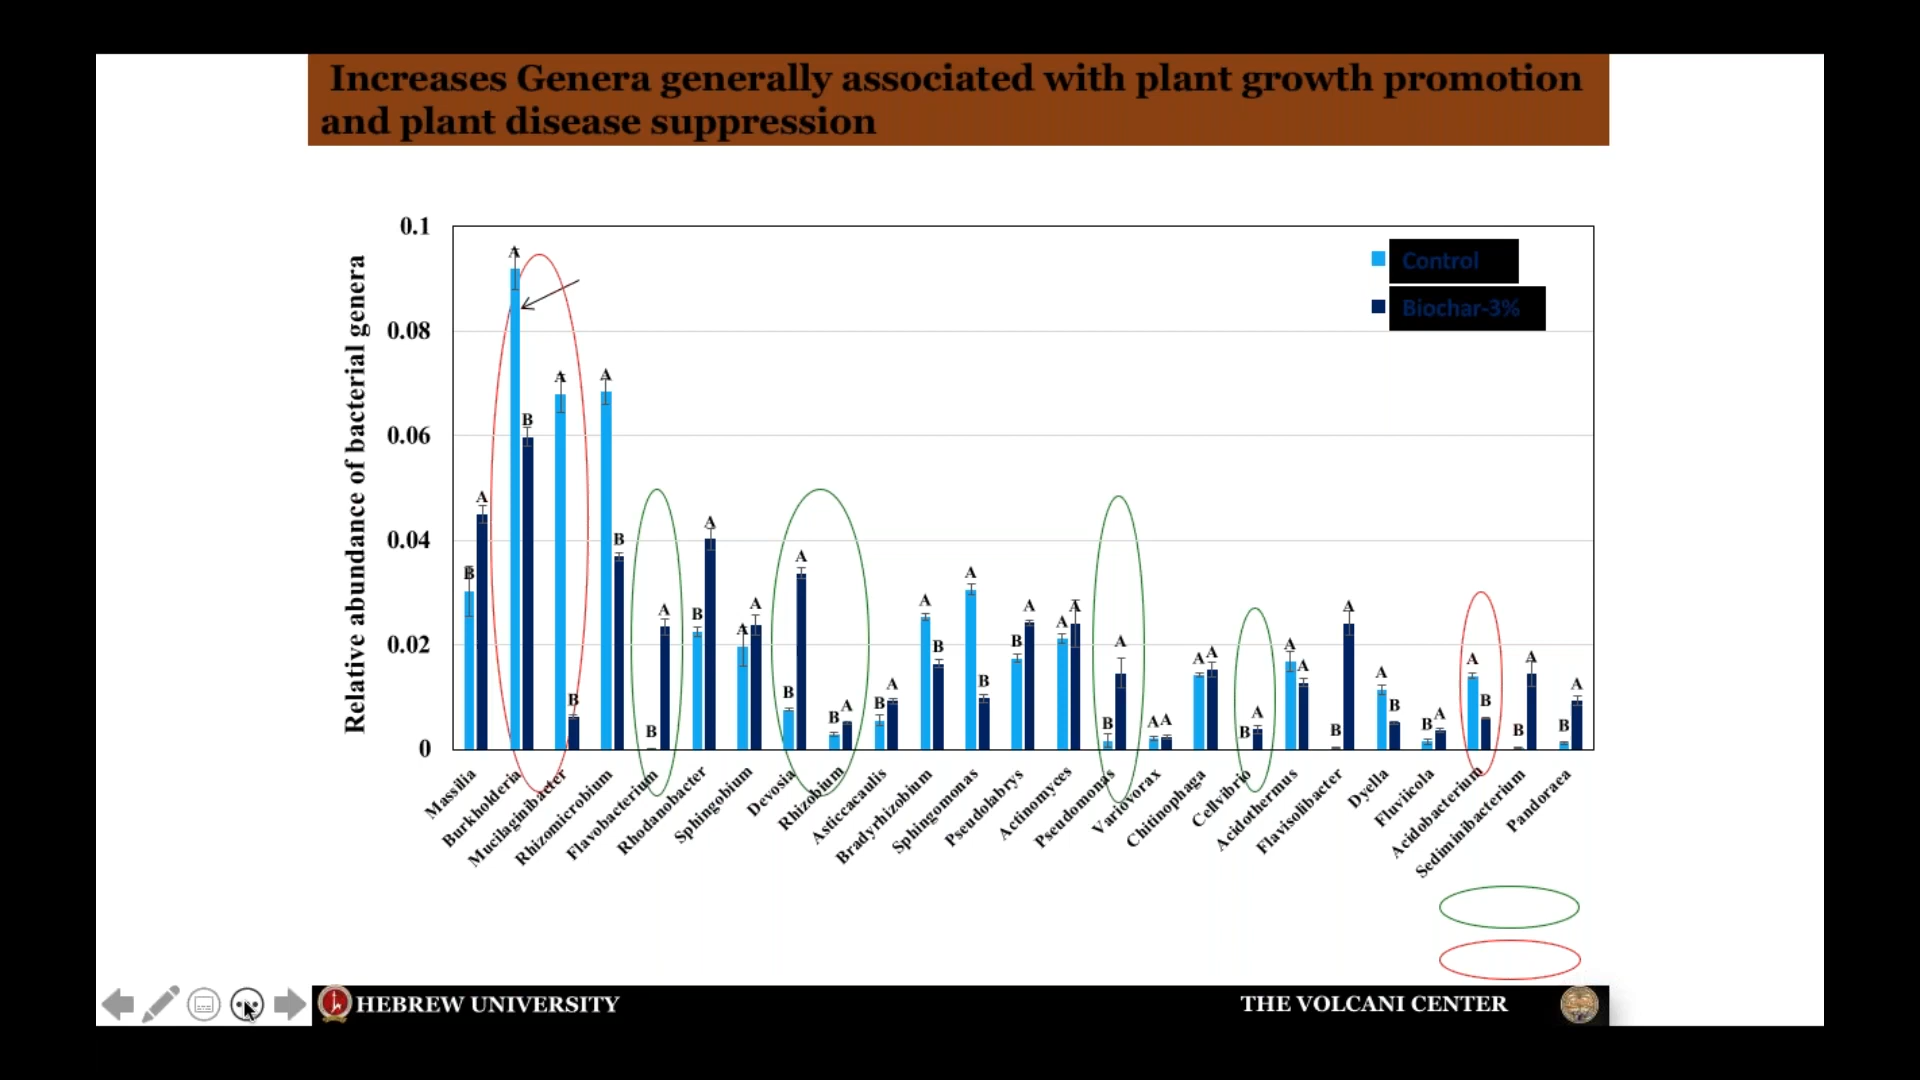 Increases Genera generally associated with plant growth promotion
and plant disease suppression
Relative abundance of bacterial genera
0.1
0.08
0.06
0.04
0.02
0
Control
Biochar-3%
B A
A B
A B
A B
B A
B A
A A
B A
B A
B A
A B
A B
B A
A A
B A
A A
A A
B A
A A
B A
A B
B A
A B
B A
B A
Massilia
Burkholderia
Mucilaginibacter
Rhizomicrobium
Flavobacterium
Rhodanobacter
Sphingobium
Devosia
Rhizobium
Asticcacaulis
Bradyrhizobium
Sphingomonas
Pseudolabrys
Actinomyces
Pseudomonas
Variovorax
Chitinophaga
Cellvibrio
Acidothermus
Flavisolibacter
Dyella
Fluviicola
Acidobacterium
Sediminibacterium
Pandoraea
HEBREW UNIVERSITY
THE VOLCANI CENTER